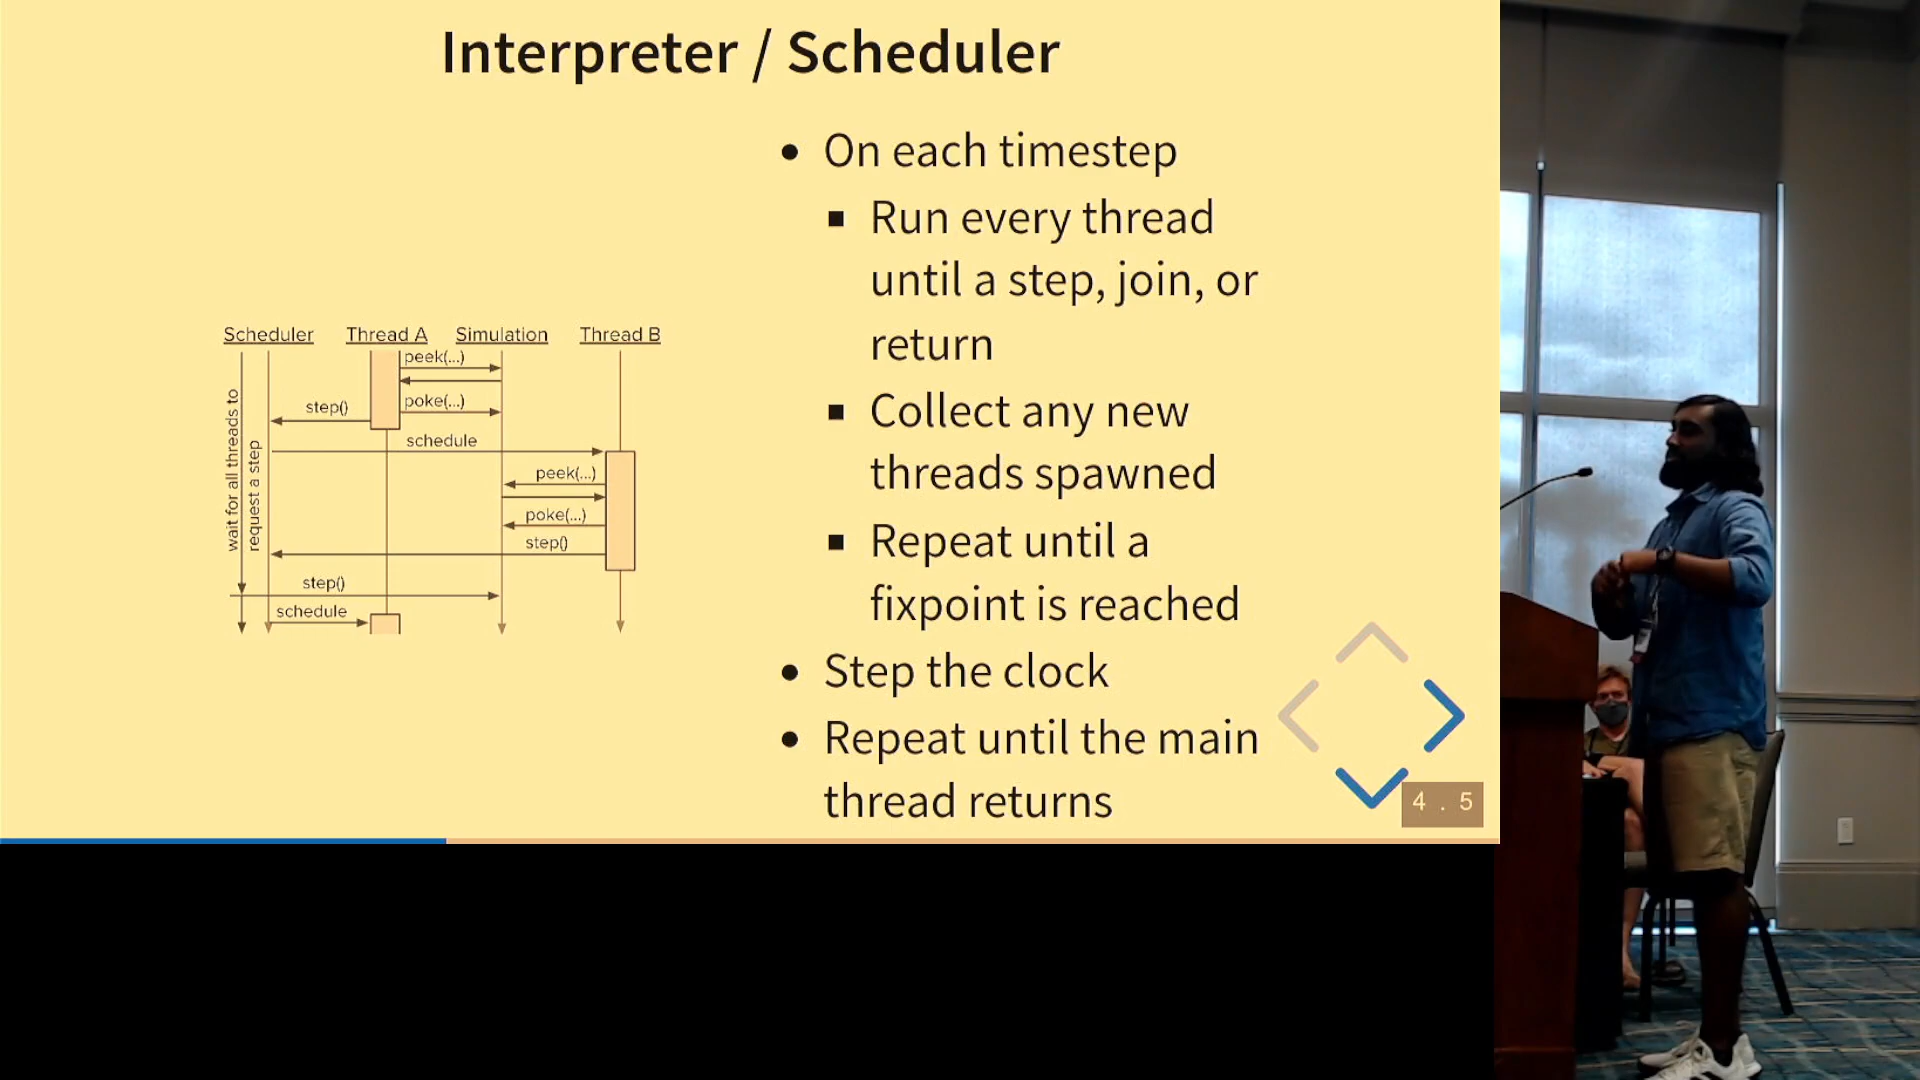 Interpreter / Scheduler
Scheduler Thread A Simulation Thread B
peek(...)
poke(...)
step()
schedule
peek(...)
poke(...)
step()
step()
schedule
wait for all threads to
request a step
On each timestep
Run every thread
until a step, join, or
return
Collect any new
threads spawned
Repeat until a
fixpoint is reached
Step the clock
Repeat until the main
thread returns
4 . 5